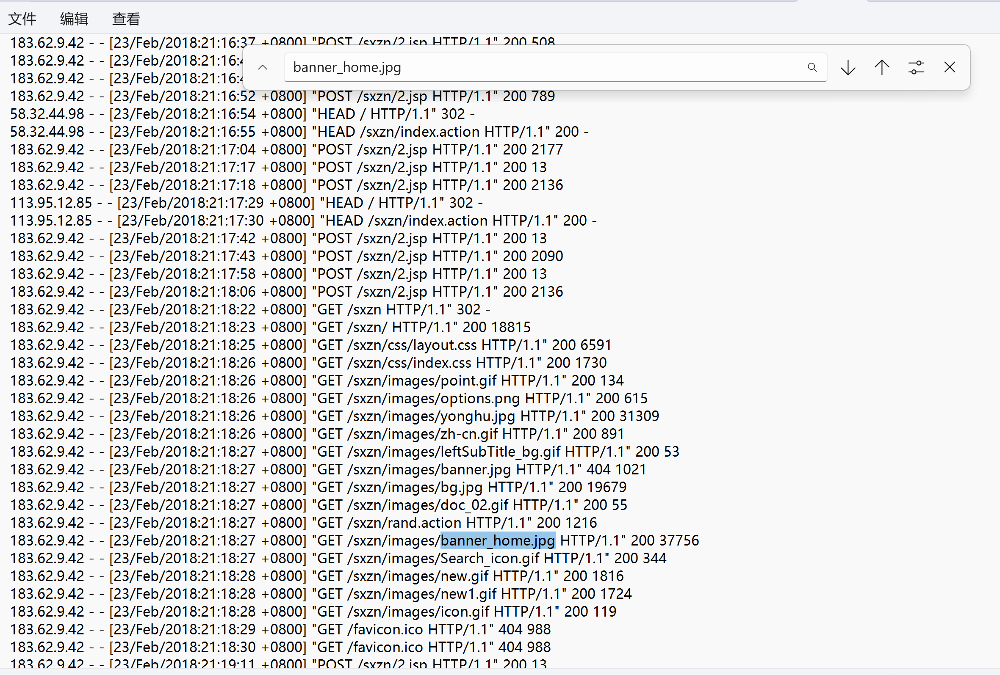 文件 编辑 查看
183.62.9.42 - - [23/Feb/2018:21:16:37 +0800] "POST /sxzn/2.jsp HTTP/1.1" 200 508
banner_home.jpg
183.62.9.42 - - [23/Feb/2018:21:16:4
183.62.9.42 - - [23/Feb/2018:21:16:4
183.62.9.42 - - [23/Feb/2018:21:16:52 +0800] "POST /sxzn/2.jsp HTTP/1.1" 200 789
58.32.44.98 - - [23/Feb/2018:21:16:54 +0800] "HEAD / HTTP/1.1" 302 -
58.32.44.98 - - [23/Feb/2018:21:16:55 +0800] "HEAD /sxzn/index.action HTTP/1.1" 200 -
183.62.9.42 - - [23/Feb/2018:21:17:04 +0800] "POST /sxzn/2.jsp HTTP/1.1" 200 2177
183.62.9.42 - - [23/Feb/2018:21:17:17 +0800] "POST /sxzn/2.jsp HTTP/1.1" 200 13
183.62.9.42 - - [23/Feb/2018:21:17:18 +0800] "POST /sxzn/2.jsp HTTP/1.1" 200 2136
113.95.12.85 - - [23/Feb/2018:21:17:29 +0800] "HEAD / HTTP/1.1" 302 -
113.95.12.85 - - [23/Feb/2018:21:17:30 +0800] "HEAD /sxzn/index.action HTTP/1.1" 200 -
183.62.9.42 - - [23/Feb/2018:21:17:42 +0800] "POST /sxzn/2.jsp HTTP/1.1" 200 13
183.62.9.42 - - [23/Feb/2018:21:17:43 +0800] "POST /sxzn/2.jsp HTTP/1.1" 200 2090
183.62.9.42 - - [23/Feb/2018:21:17:58 +0800] "POST /sxzn/2.jsp HTTP/1.1" 200 13
183.62.9.42 - - [23/Feb/2018:21:18:06 +0800] "POST /sxzn/2.jsp HTTP/1.1" 200 2136
183.62.9.42 - - [23/Feb/2018:21:18:22 +0800] "GET /sxzn HTTP/1.1" 302 -
183.62.9.42 - - [23/Feb/2018:21:18:23 +0800] "GET /sxzn/ HTTP/1.1" 200 18815
183.62.9.42 - - [23/Feb/2018:21:18:25 +0800] "GET /sxzn/css/layout.css HTTP/1.1" 200 6591
183.62.9.42 - - [23/Feb/2018:21:18:26 +0800] "GET /sxzn/css/index.css HTTP/1.1" 200 1730
183.62.9.42 - - [23/Feb/2018:21:18:26 +0800] "GET /sxzn/images/point.gif HTTP/1.1" 200 134
183.62.9.42 - - [23/Feb/2018:21:18:26 +0800] "GET /sxzn/images/options.png HTTP/1.1" 200 615
183.62.9.42 - - [23/Feb/2018:21:18:26 +0800] "GET /sxzn/images/yonghu.jpg HTTP/1.1" 200 31309
183.62.9.42 - - [23/Feb/2018:21:18:26 +0800] "GET /sxzn/images/zh-cn.gif HTTP/1.1" 200 891
183.62.9.42 - - [23/Feb/2018:21:18:27 +0800] "GET /sxzn/images/leftSubTitle_bg.gif HTTP/1.1" 200 53
183.62.9.42 - - [23/Feb/2018:21:18:27 +0800] "GET /sxzn/images/banner.jpg HTTP/1.1" 404 1021
183.62.9.42 - - [23/Feb/2018:21:18:27 +0800] "GET /sxzn/images/bg.jpg HTTP/1.1" 200 19679
183.62.9.42 - - [23/Feb/2018:21:18:27 +0800] "GET /sxzn/images/doc_02.gif HTTP/1.1" 200 55
183.62.9.42 - - [23/Feb/2018:21:18:27 +0800] "GET /sxzn/rand.action HTTP/1.1" 200 1216
183.62.9.42 - - [23/Feb/2018:21:18:27 +0800] "GET /sxzn/images/banner_home.jpg HTTP/1.1" 200 37756
183.62.9.42 - - [23/Feb/2018:21:18:27 +0800] "GET /sxzn/images/Search_icon.gif HTTP/1.1" 200 344
183.62.9.42 - - [23/Feb/2018:21:18:28 +0800] "GET /sxzn/images/new.gif HTTP/1.1" 200 1816
183.62.9.42 - - [23/Feb/2018:21:18:28 +0800] "GET /sxzn/images/new1.gif HTTP/1.1" 200 1724
183.62.9.42 - - [23/Feb/2018:21:18:28 +0800] "GET /sxzn/images/icon.gif HTTP/1.1" 200 119
183.62.9.42 - - [23/Feb/2018:21:18:29 +0800] "GET /favicon.ico HTTP/1.1" 404 988
183.62.9.42 - - [23/Feb/2018:21:18:30 +0800] "GET /favicon.ico HTTP/1.1" 404 988
183.62.9.42 - - [23/Feb/2018:21:19:11 +0800] "POST /sxzn/2.jsp HTTP/1.1" 200 13